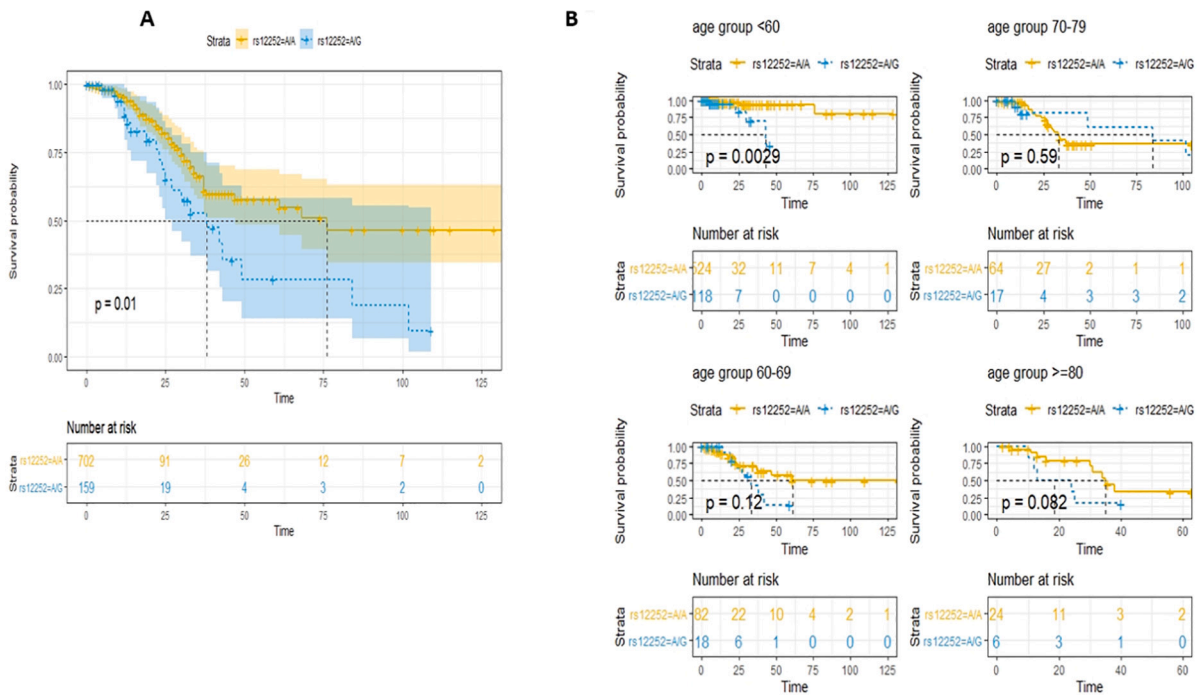 A
Strata rs12252=A/A rs12252=A/G
Survival probability
1.00
0.75
0.50
0.25
0.00
p = 0.01
0 25 50 75 100 125
Time
Number at risk
Strata
rs12252=A/A 702 91 26 12 7 2
rs12252=A/G 159 19 4 3 2 0
0 25 50 75 100 125
Time
B
age group <60
Strata rs12252=A/A rs12252=A/G
Survival probability
1.00
0.75
0.50
0.25
0.00
p = 0.0029
0 25 50 75 100 125
Time
Number at risk
Strata
rs12252=A/A 524 32 11 7 4 1
rs12252=A/G 118 7 0 0 0 0
0 25 50 75 100 125
Time
age group 70-79
Strata rs12252=A/A rs12252=A/G
Survival probability
1.00
0.75
0.50
0.25
0.00
p = 0.59
0 25 50 75 100
Time
Number at risk
Strata
rs12252=A/A 64 27 2 1 1
rs12252=A/G 17 4 3 3 2
0 25 50 75 100
Time
age group 60-69
Strata rs12252=A/A rs12252=A/G
Survival probability
1.00
0.75
0.50
0.25
0.00
p = 0.12
0 25 50 75 100 125
Time
Number at risk
Strata
rs12252=A/A 82 22 10 4 2 1
rs12252=A/G 18 6 1 0 0 0
0 25 50 75 100 125
Time
age group >=80
Strata rs12252=A/A rs12252=A/G
Survival probability
1.00
0.75
0.50
0.25
0.00
p = 0.082
0 20 40 60
Time
Number at risk
Strata
rs12252=A/A 24 11 3 2
rs12252=A/G 6 3 1 0
0 20 40 60
Time